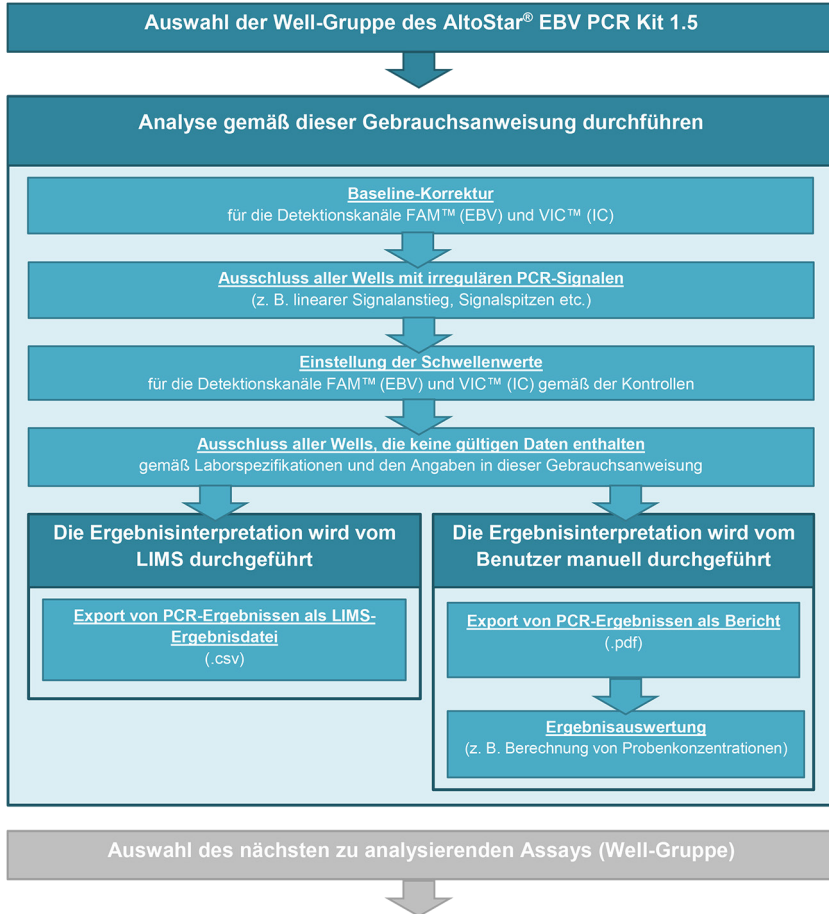 Auswahl der Well-Gruppe des AltoStar® EBV PCR Kit 1.5
Analyse gemäß dieser Gebrauchsanweisung durchführen
Baseline-Korrektur
für die Detektionskanäle FAM™ (EBV) und VIC™ (IC)
Ausschluss aller Wells mit irregulären PCR-Signalen
(z. B. linearer Signalanstieg, Signalspitzen etc.)
Einstellung der Schwellenwerte
für die Detektionskanäle FAM™ (EBV) und VIC™ (IC) gemäß der Kontrollen
Ausschluss aller Wells, die keine gültigen Daten enthalten
gemäß Laborspezifikationen und den Angaben in dieser Gebrauchsanweisung
Die Ergebnisinterpretation wird vom
LIMS durchgeführt
Export von PCR-Ergebnissen als LIMS-
Ergebnisdatei
(.csv)
Die Ergebnisinterpretation wird vom
Benutzer manuell durchgeführt
Export von PCR-Ergebnissen als Bericht
(.pdf)
Ergebnisauswertung
(z. B. Berechnung von Probenkonzentrationen)
Auswahl des nächsten zu analysierenden Assays (Well-Gruppe)